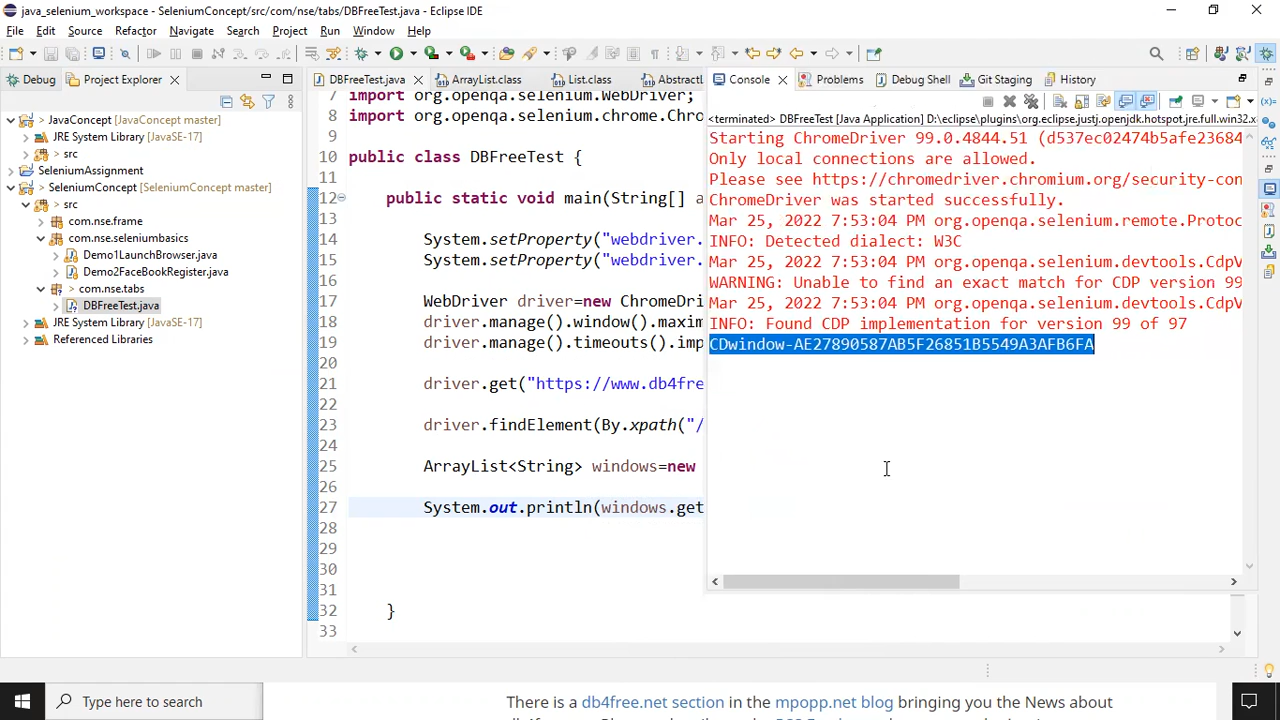 java_selenium_workspace - SeleniumConcept/src/com/nse/tabs/DBFreeTest.java - Eclipse IDE
File Edit Source Refactor Navigate Search Project Run Window Help
Debug Project Explorer
JavaConcept [JavaConcept master]
JRE System Library [JavaSE-17]
> src
SeleniumAssignment
> SeleniumConcept [SeleniumConcept master]
> src
com.nse.frame
com.nse.seleniumbasics
Demo1LaunchBrowser.java
Demo2FaceBookRegister.java
> com.nse.tabs
DBFreeTest.java
JRE System Library [JavaSE-17]
Referenced Libraries
DBFreeTest.java ArrayList.class List.class AbstractL
7 import org.openqa.selenium.WebDriver;
8 import org.openqa.selenium.chrome.Chro
9
10 public class DBFreeTest {
11
12 public static void main(String[] a
13
14 System.setProperty("webdriver.
15 System.setProperty("webdriver.
16
17 WebDriver driver=new ChromeDri
18 driver.manage().window().maxim
19 driver.manage().timeouts().imp
20
21 driver.get("https://www.db4fre
22
23 driver.findElement(By.xpath("/
24
25 ArrayList<String> windows=new
26
27 System.out.println(windows.get
28
29
30
31
32 }
33
Console Problems Debug Shell Git Staging History
<terminated> DBFreeTest [Java Application] D:\eclipse\plugins\org.eclipse.justj.openjdk.hotspot.jre.full.win32.x
Starting ChromeDriver 99.0.4844.51 (d537ec02474b5afe23684
Only local connections are allowed.
Please see https://chromedriver.chromium.org/security-con
ChromeDriver was started successfully.
Mar 25, 2022 7:53:04 PM org.openqa.selenium.remote.Protoc
INFO: Detected dialect: W3C
Mar 25, 2022 7:53:04 PM org.openqa.selenium.devtools.CdpV
WARNING: Unable to find an exact match for CDP version 99
Mar 25, 2022 7:53:04 PM org.openqa.selenium.devtools.CdpV
INFO: Found CDP implementation for version 99 of 97
CDwindow-AE27890587AB5F26851B5549A3AFB6FA
Type here to search
There is a db4free.net section in the mpopp.net blog bringing you the News about